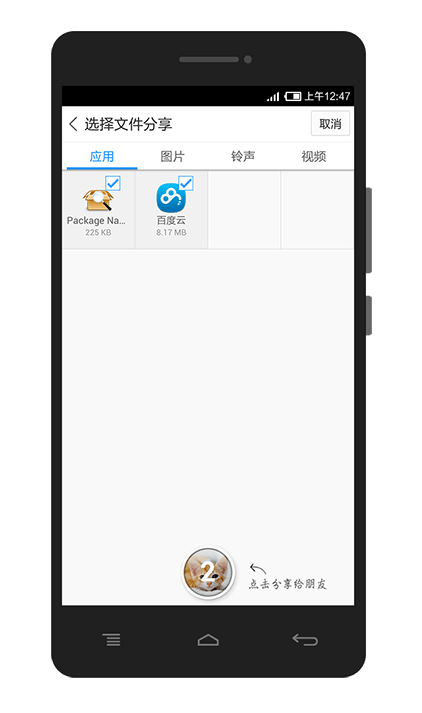 上午12:47
选择文件分享
取消
应用 图片 铃声 视频
Package Na... 百度云
225 KB 8.17 MB
2
点击分享给朋友